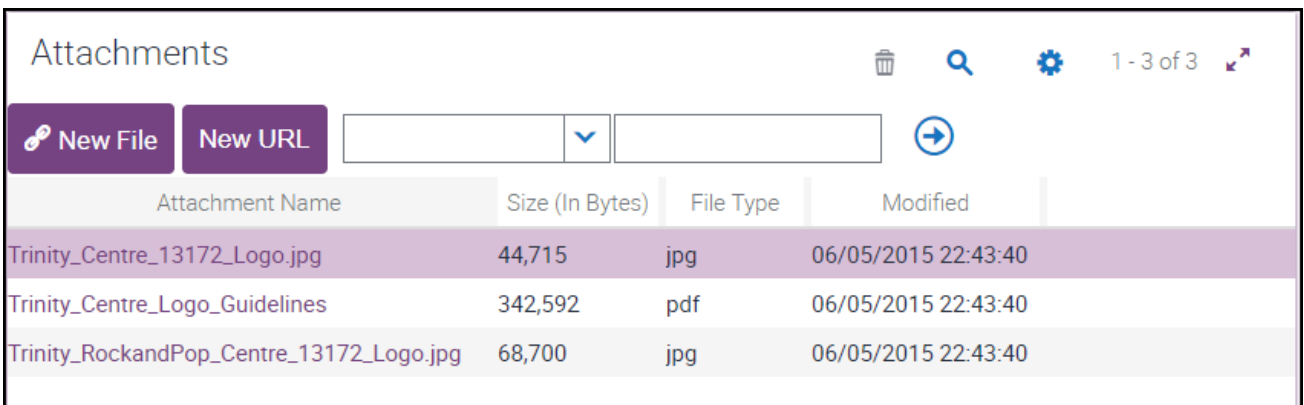 Attachments
1 - 3 of 3
New File New URL
Attachment Name Size (In Bytes) File Type Modified
Trinity_Centre_13172_Logo.jpg 44,715 jpg 06/05/2015 22:43:40
Trinity_Centre_Logo_Guidelines 342,592 pdf 06/05/2015 22:43:40
Trinity_RockandPop_Centre_13172_Logo.jpg 68,700 jpg 06/05/2015 22:43:40